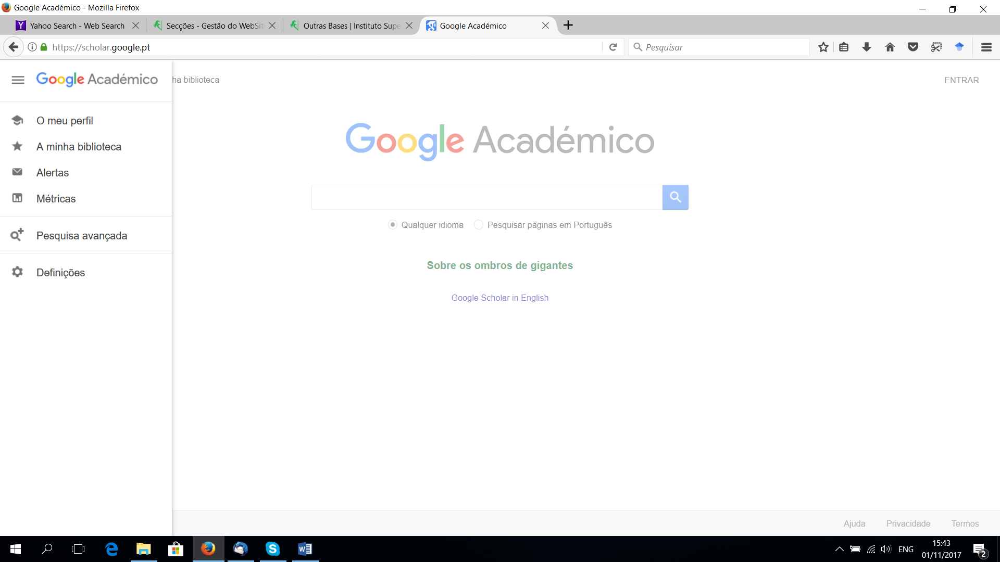 Google Académico - Mozilla Firefox
Yahoo Search - Web Search
Secções - Gestão do WebSit
Outras Bases | Instituto Supe
Google Académico
https://scholar.google.pt
Pesquisar
Google Académico
ha biblioteca
ENTRAR
O meu perfil
A minha biblioteca
Alertas
Métricas
Pesquisa avançada
Definições
Google Académico
Qualquer idioma
Pesquisar páginas em Português
Sobre os ombros de gigantes
Google Scholar in English
Ajuda
Privacidade
Termos
ENG
15:43
01/11/2017
2